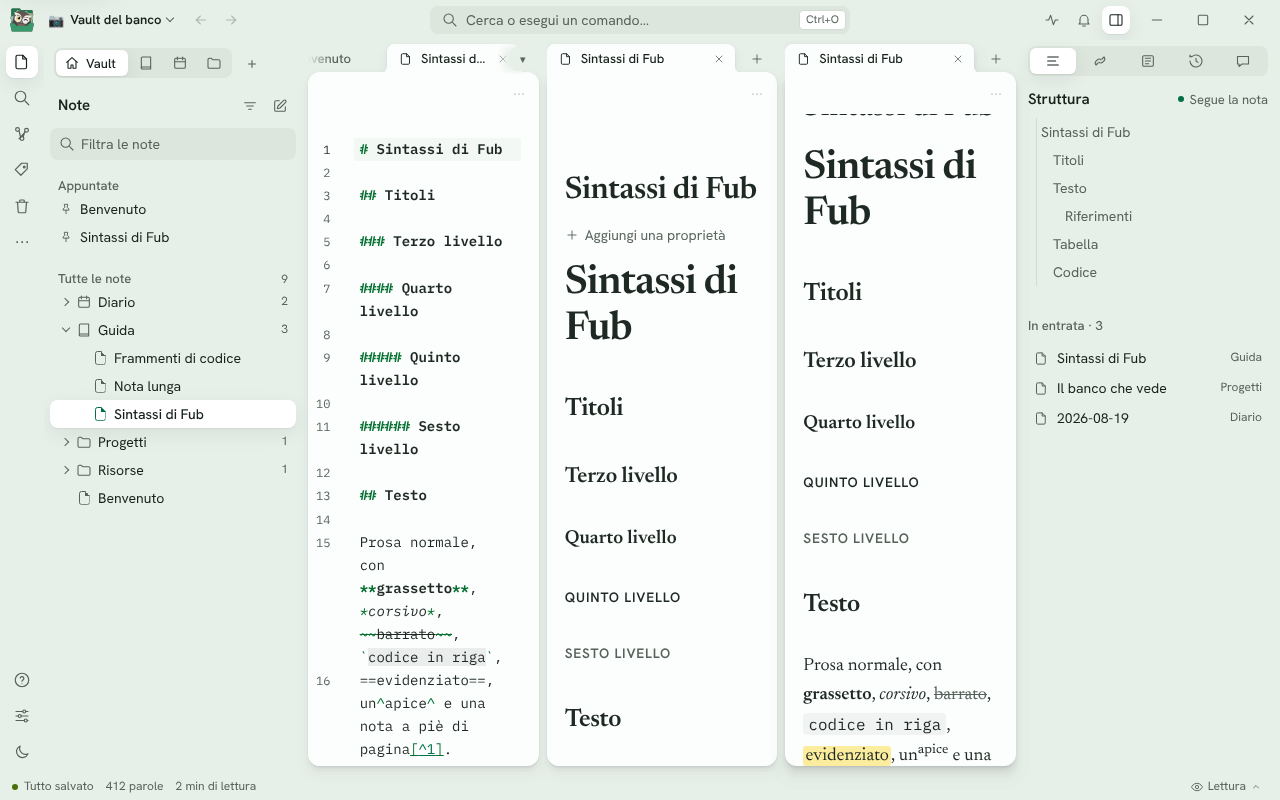 Vault del banco
Cerca o esegui un comando...
Ctrl+O
Vault
Note
Filtra le note
Appuntate
Benvenuto
Sintassi di Fub
Tutte le note 9
Diario 2
Guida 3
Frammenti di codice
Nota lunga
Sintassi di Fub
Progetti 1
Risorse 1
Benvenuto
venuto
Sintassi d...
1 # Sintassi di Fub
2
3 ## Titoli
4
5 ### Terzo livello
6
7 #### Quarto
livello
8
9 ##### Quinto
livello
10
11 ###### Sesto
livello
12
13 ## Testo
14
15 Prosa normale,
con
**grassetto**,
*corsivo*,
~~barrato~~,
`codice in riga`,
16 ==evidenziato==,
un^apice^ e una
nota a piè di
pagina[^1].
Sintassi di Fub
Sintassi di Fub
Aggiungi una proprietà
Sintassi di
Fub
Titoli
Terzo livello
Quarto livello
QUINTO LIVELLO
SESTO LIVELLO
Testo
Sintassi di Fub
Sintassi di Fub
Sintassi di
Fub
Titoli
Terzo livello
Quarto livello
QUINTO LIVELLO
SESTO LIVELLO
Testo
Prosa normale, con
grassetto, corsivo, barrato,
codice in riga,
evidenziato, unapice e una
Struttura
Segue la nota
Sintassi di Fub
Titoli
Testo
Riferimenti
Tabella
Codice
In entrata · 3
Sintassi di Fub Guida
Il banco che vede Progetti
2026-08-19 Diario
Tutto salvato 412 parole 2 min di lettura
Lettura